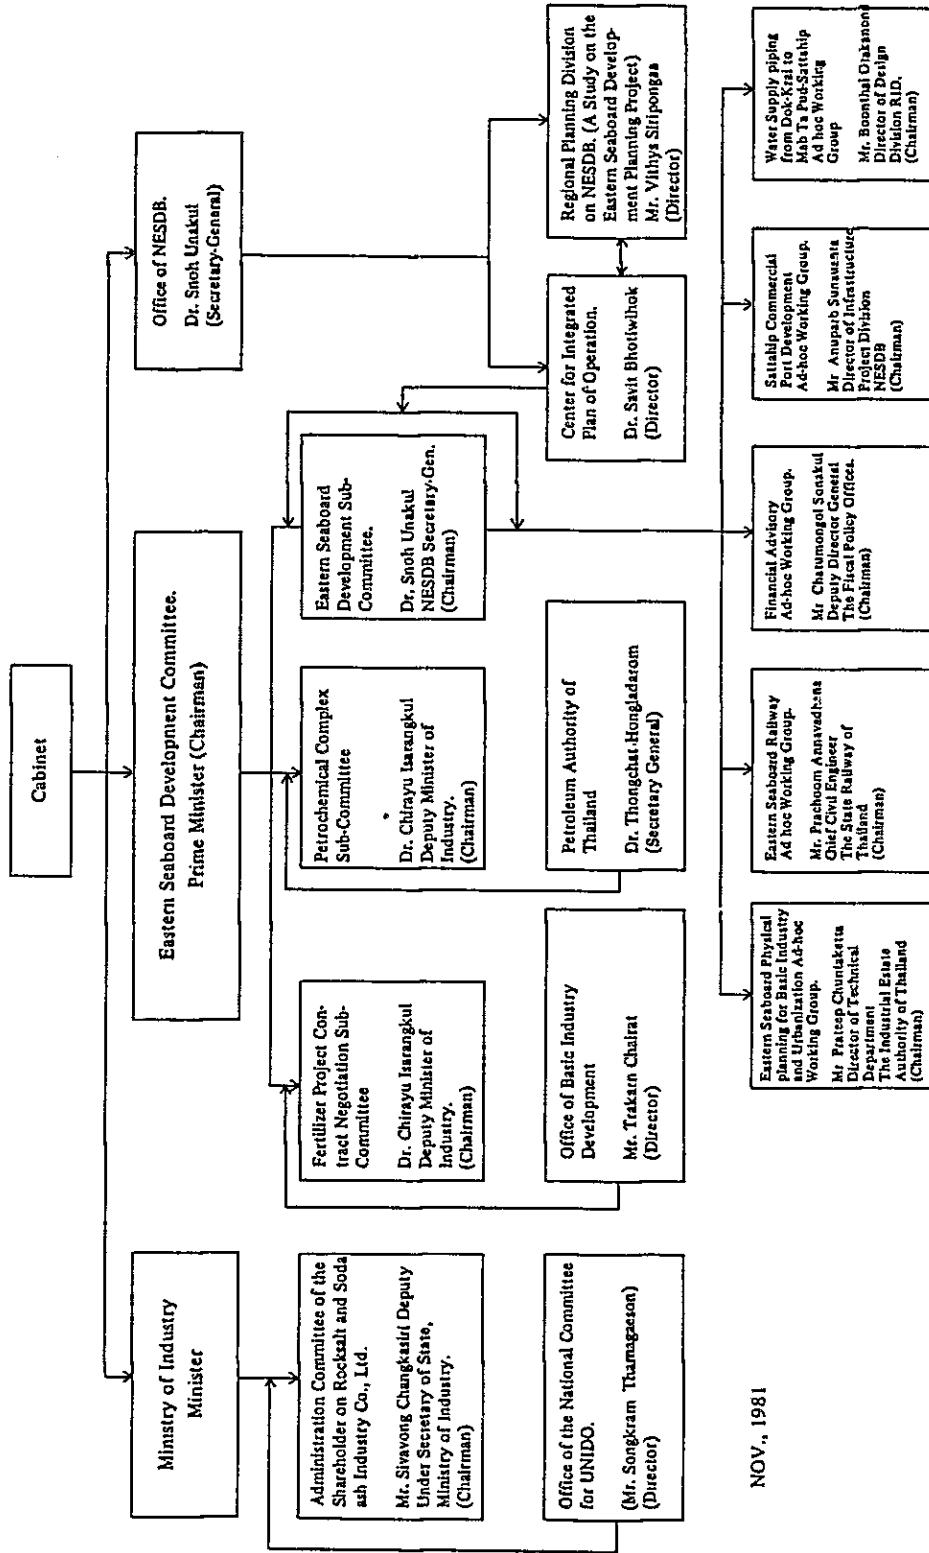 Cabinet
Ministry of Industry
Minister
Eastern Seaboard Development Committee.
Prime Minister (Chairman)
Office of NESDB.
Dr. Snoh Unakul
(Secretary-General)
Administration Committee of the
Shareholder on Rocksalt and Soda
ash Industry Co., Ltd.
Mr. Sivavong Changkasiri Deputy
Under Secretary of State,
Ministry of Industry.
(Chairman)
Fertilizer Project Con-
tract Negotiation Sub-
Committee
Dr. Chirayu Isarangkul
Deputy Minister of
Industry.
(Chairman)
Petrochemical Complex
Sub-Committee
Dr. Chirayu Isarangkul
Deputy Minister of
Industry.
(Chairman)
Eastern Seaboard
Development Sub-
Committee.
Dr. Snoh Unakul
NESDB Secretary-Gen.
(Chairman)
Office of the National Committee
for UNIDO.
(Mr. Songkram Thamagaeson)
(Director)
Office of Basic Industry
Development
Mr. Trakarn Chairat
(Director)
Petroleum Authority of
Thailand
Dr. Thongchat-Hongladarom
(Secretary General)
Center for Integrated
Plan of Operation.
Dr. Savit Bhotiwihok
(Director)
Regional Planning Division
on NESDB. (A Study on the
Eastern Seaboard Develop-
ment Planning Project)
Mr. Vithys Siripongsa
(Director)
Eastern Seaboard Physical
planning for Basic Industry
and Urbanization Ad-hoc
Working Group.
Mr Prateep Chuntaketta
Director of Technical
Department
The Industrial Estate
Authority of Thailand
(Chairman)
Eastern Seaboard Railway
Ad hoc Working Group.
Mr. Prachoom Annavadhana
Chief Civil Engineer
The State Railway of
Thailand
(Chairman)
Financial Advisory
Ad-hoc Working Group.
Mr Chatumongol Sonakul
Deputy Director General
The Fiscal Policy Offices.
(Chairman)
Sattahip Commercial
Port Development
Ad-hoc Working Group.
Mr Anuparb Sunawanta
Director of Infrastructure
Project Division
NESDB
(Chairman)
Water Supply piping
from Dok-Krai to
Mab Ta Pud-Sattahip
Ad hoc Working
Group
Mr. Boonthai Otakanond
Director of Design
Division RID.
(Chairman)
NOV., 1981